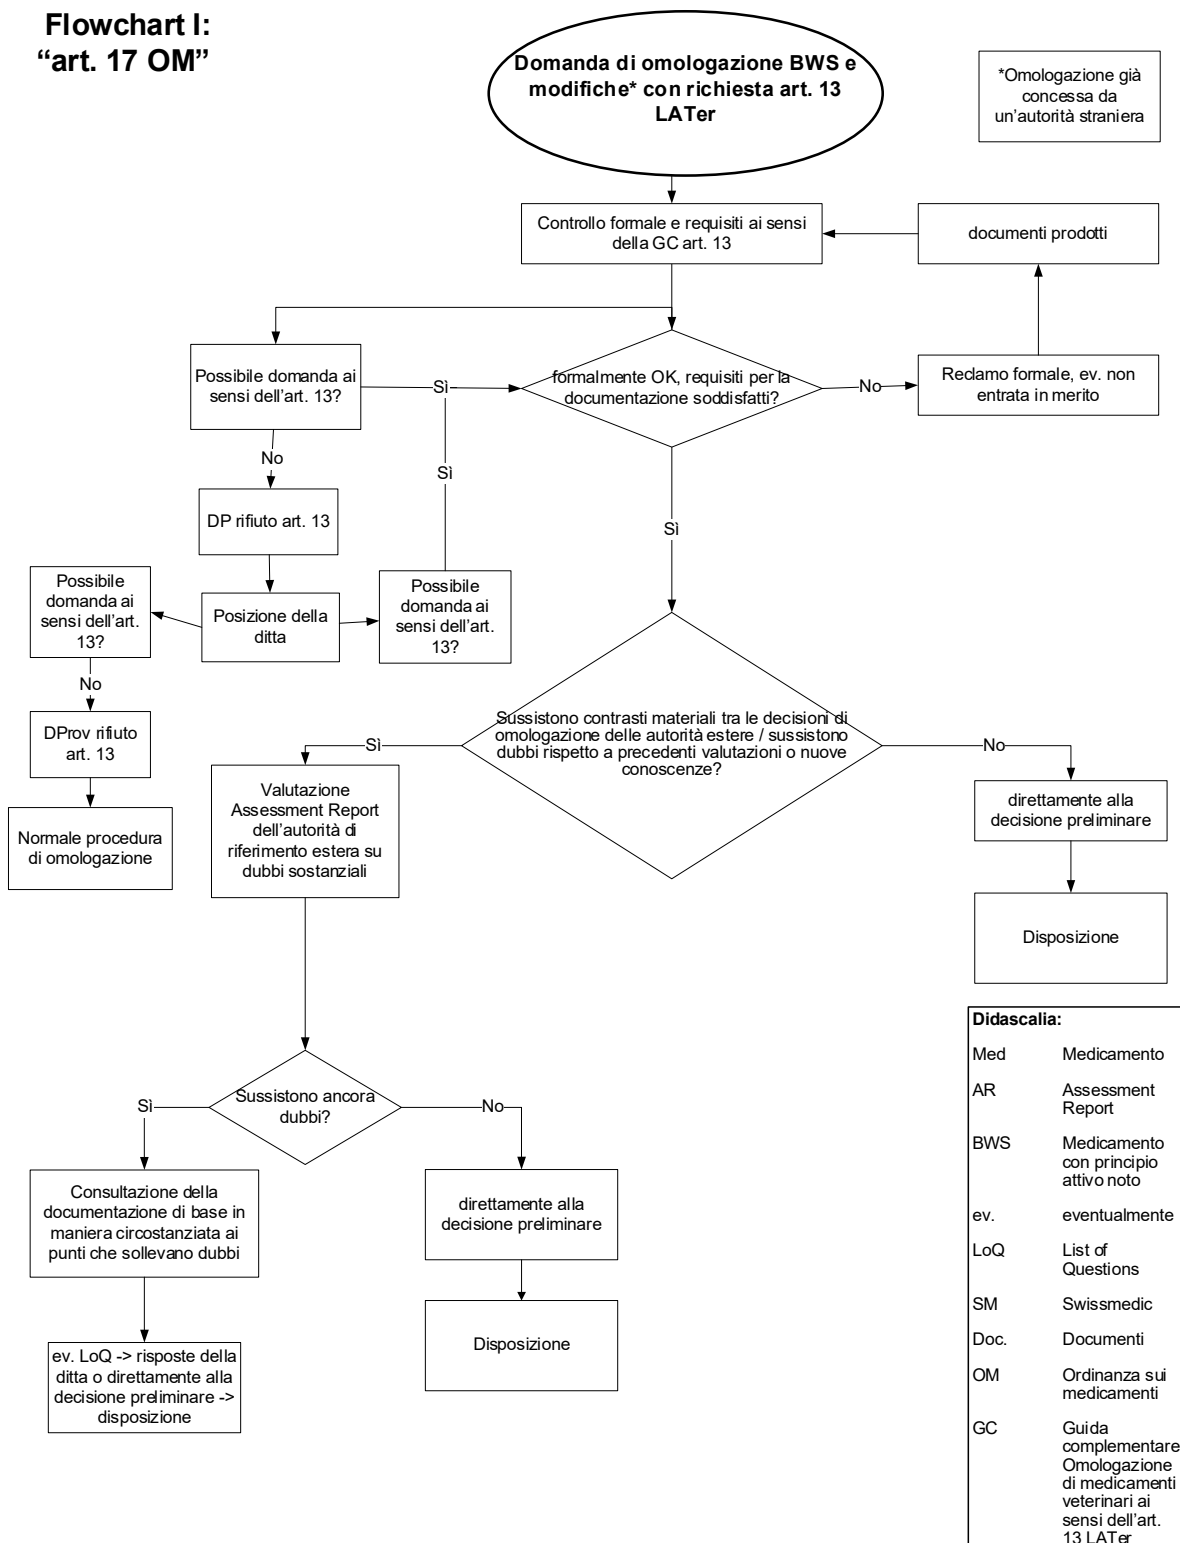 Flowchart I:
“art. 17 OM”
Domanda di omologazione BWS e
modifiche* con richiesta art. 13
LATer
*Omologazione già
concessa da
un’autorità straniera
Controllo formale e requisiti ai sensi
della GC art. 13
documenti prodotti
Possibile domanda ai
sensi dell’art. 13?
Sì
formalmente OK, requisiti per la
documentazione soddisfatti?
No
Reclamo formale, ev. non
entrata in merito
No
Sì
DP rifiuto art. 13
Sì
Possibile
domanda ai
sensi dell’art.
13?
Posizione della
ditta
Possibile
domanda ai
sensi dell’art.
13?
No
DProv rifiuto
art. 13
Normale procedura
di omologazione
Sussistono contrasti materiali tra le decisioni di
omologazione delle autorità estere / sussistono
dubbi rispetto a precedenti valutazioni o nuove
conoscenze?
Sì
No
Valutazione
Assessment Report
dell’autorità di
riferimento estera su
dubbi sostanziali
direttamente alla
decisione preliminare
Disposizione
Sussistono ancora
dubbi?
Sì
No
Consultazione della
documentazione di base in
maniera circostanziata ai
punti che sollevano dubbi
direttamente alla
decisione preliminare
Disposizione
ev. LoQ -> risposte della
ditta o direttamente alla
decisione preliminare ->
disposizione
Didascalia:
Med Medicamento
AR Assessment
Report
BWS Medicamento
con principio
attivo noto
ev. eventualmente
LoQ List of
Questions
SM Swissmedic
Doc. Documenti
OM Ordinanza sui
medicamenti
GC Guida
complementare
Omologazione
di medicamenti
veterinari ai
sensi dell’art.
13 LATer